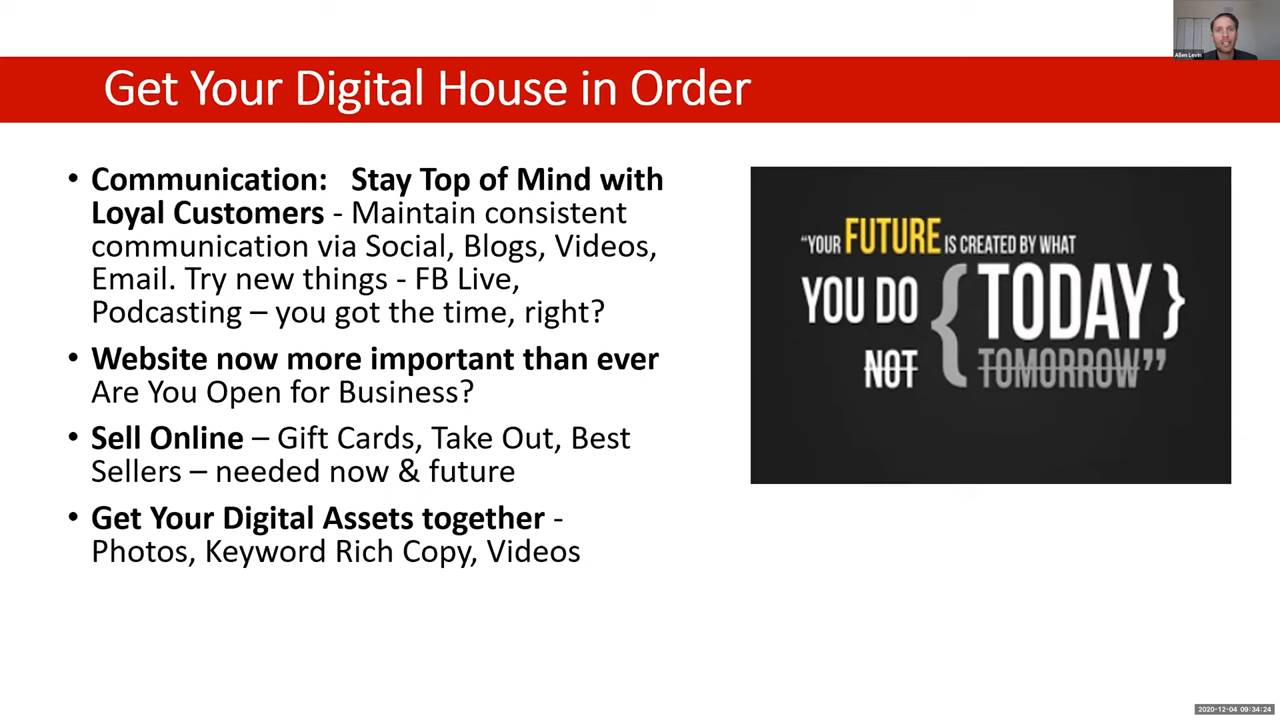 Allen Levin
Get Your Digital House in Order
• Communication:   Stay Top of Mind with
Loyal Customers - Maintain consistent
communication via Social, Blogs, Videos,
Email. Try new things - FB Live,
Podcasting – you got the time, right?
• Website now more important than ever
Are You Open for Business?
• Sell Online – Gift Cards, Take Out, Best
Sellers – needed now & future
• Get Your Digital Assets together -
Photos, Keyword Rich Copy, Videos
“YOUR FUTURE IS CREATED BY WHAT
YOU DO { TODAY }
NOT TOMORROW”
2020-12-04 09:34:24